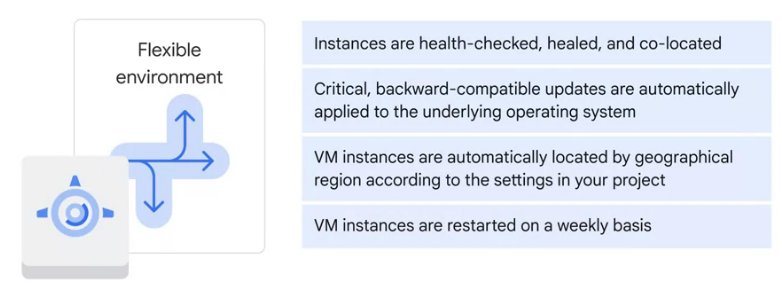 Flexible
environment
Instances are health-checked, healed, and co-located
Critical, backward-compatible updates are automatically
applied to the underlying operating system
VM instances are automatically located by geographical
region according to the settings in your project
VM instances are restarted on a weekly basis